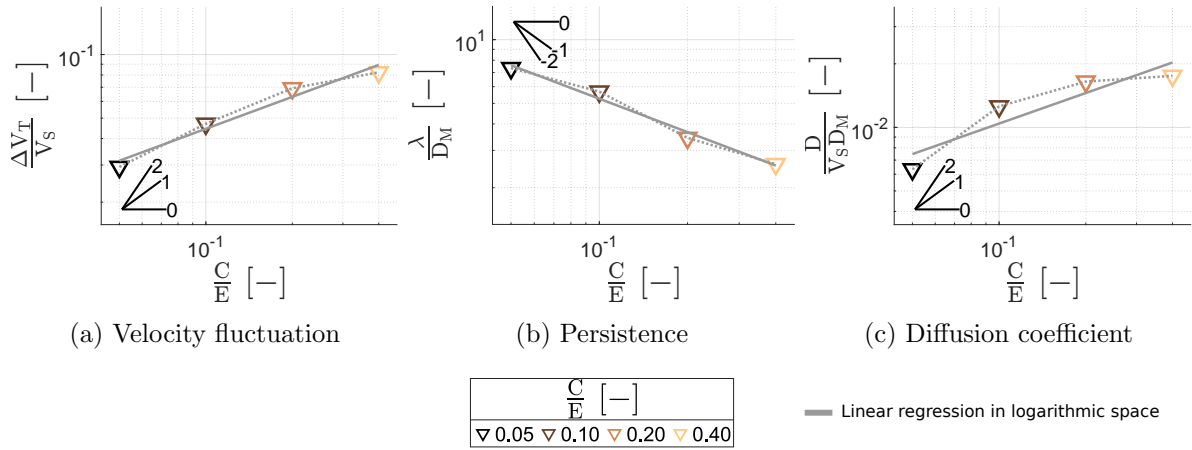 10⁻¹
ΔV_T / V_S [−]
2
1
0
10⁻¹
C/E [−]
(a) Velocity fluctuation
10¹
λ / D_M [−]
0
-1
-2
10⁻¹
C/E [−]
(b) Persistence
10⁻²
D / V_S D_M [−]
2
1
0
10⁻¹
C/E [−]
(c) Diffusion coefficient
C/E [−]
0.05 0.10 0.20 0.40
Linear regression in logarithmic space